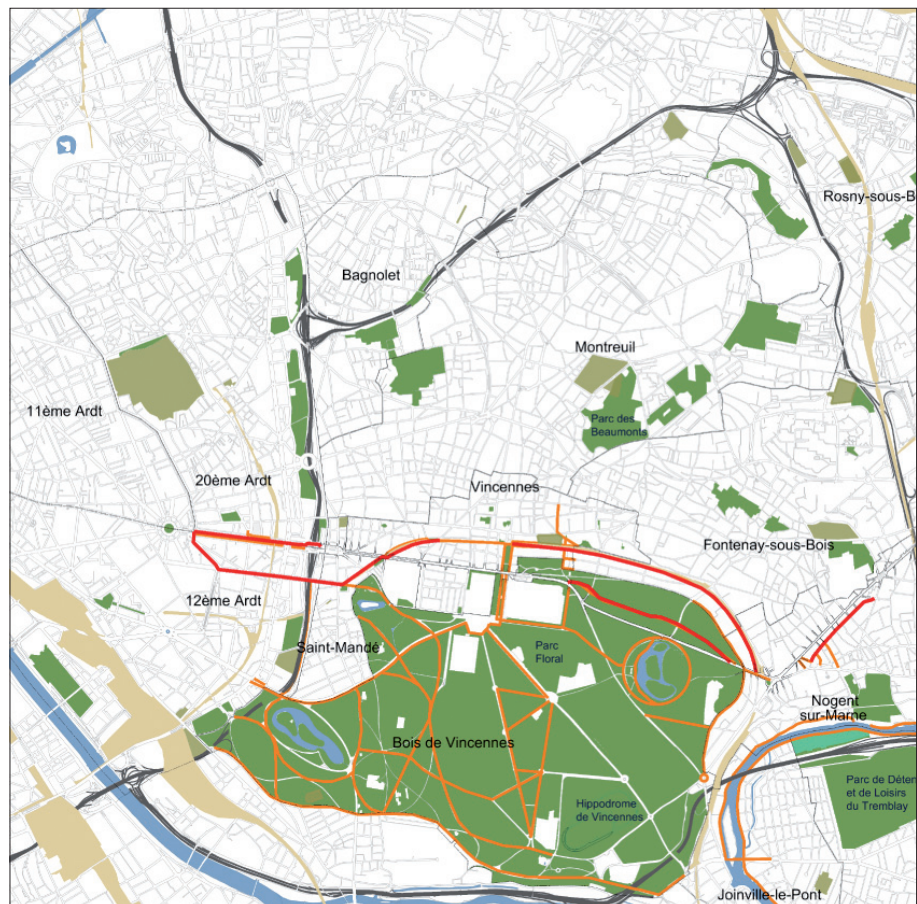 Rosny-sous-B
Bagnolet
Montreuil
11ème Ardt
Parc des
Beaumonts
20ème Ardt
Vincennes
Fontenay-sous-Bois
12ème Ardt
Saint-Mandé
Parc
Floral
Nogent
sur-Marne
Bois de Vincennes
Parc de Déten
et de Loisirs
du Tremblay
Hippodrome
de Vincennes
Joinville-le-Pont